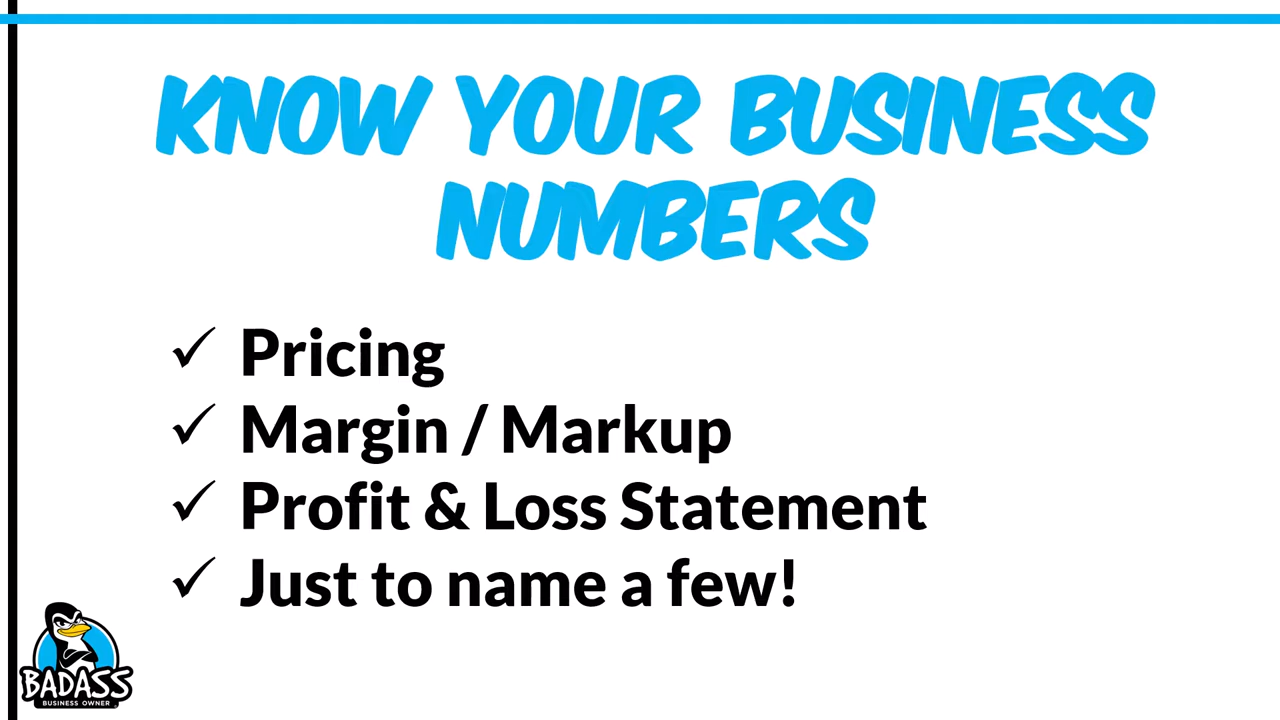 KNOW YOUR BUSINESS
NUMBERS
✓ Pricing
✓ Margin / Markup
✓ Profit & Loss Statement
✓ Just to name a few!
BADASS
BUSINESS OWNER